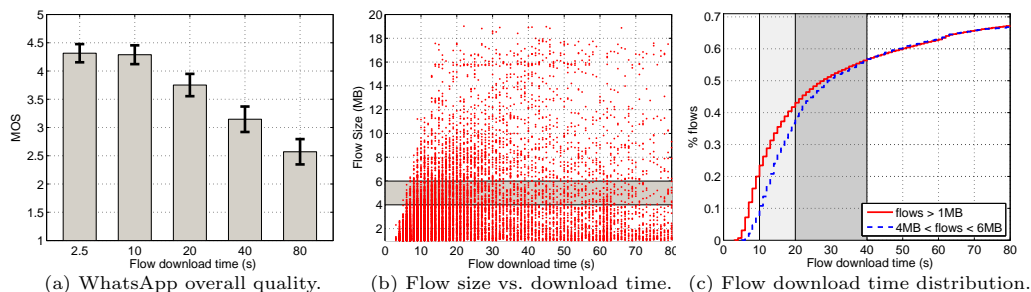 5
4.5
4
3.5
3
2.5
2
1.5
1
MOS
2.5 10 20 40 80
Flow download time (s)
(a) WhatsApp overall quality.
20
18
16
14
12
10
8
6
4
2
Flow Size (MB)
0 10 20 30 40 50 60 70 80
Flow download time (s)
(b) Flow size vs. download time.
0.7
0.6
0.5
0.4
0.3
0.2
0.1
0
% flows
0 10 20 30 40 50 60 70 80
Flow download time (s)
flows > 1MB
4MB < flows < 6MB
(c) Flow download time distribution.